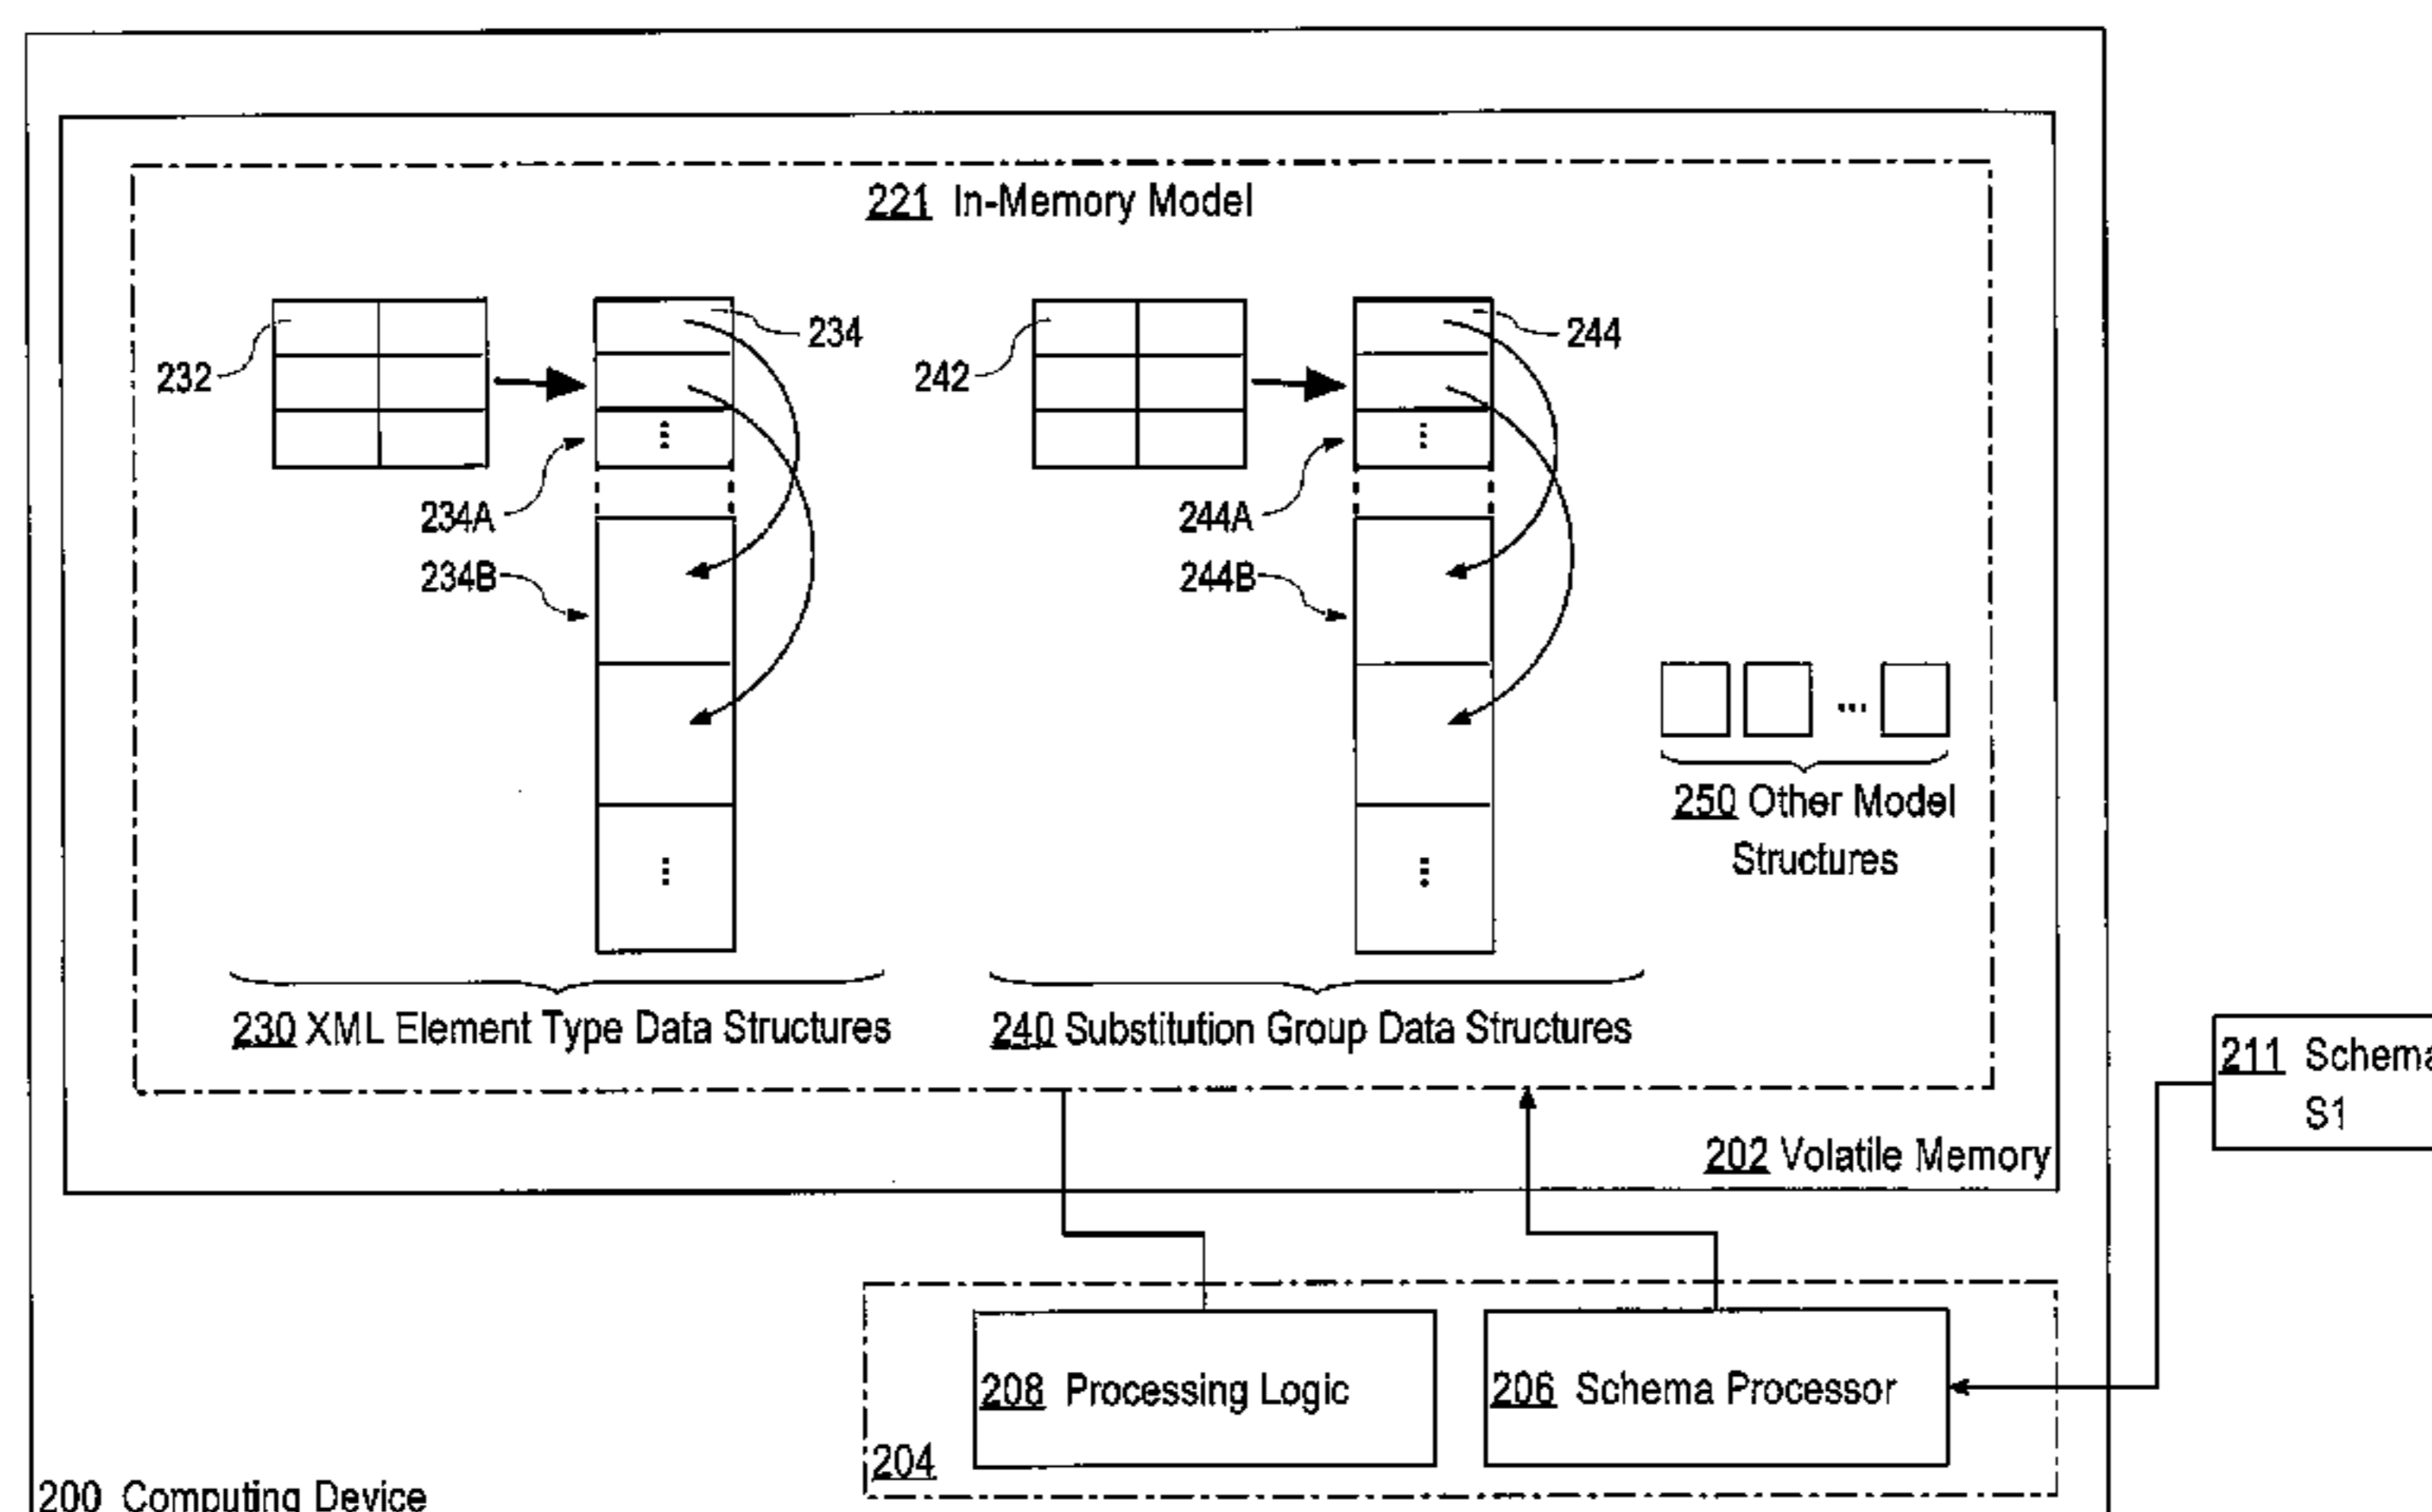 221 In-Memory Model
232
234
242
244
234A
244A
234B
244B
250 Other Model
Structures
230 XML Element Type Data Structures
240 Substitution Group Data Structures
211 Schema
S1
202 Volatile Memory
208 Processing Logic
206 Schema Processor
204
200 Computing Device